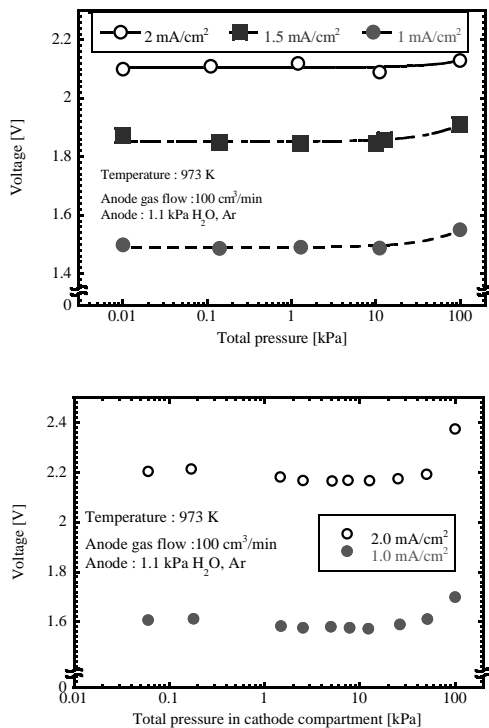 2 mA/cm² 1.5 mA/cm² 1 mA/cm²
2.2
2
1.8
1.6
1.4
0
Voltage [V]
Temperature : 973 K
Anode gas flow :100 cm³/min
Anode : 1.1 kPa H₂O, Ar
0.01 0.1 1 10 100
Total pressure [kPa]
2.4
2.2
2
1.6
0
Voltage [V]
Temperature : 973 K
Anode gas flow :100 cm³/min
Anode : 1.1 kPa H₂O, Ar
2.0 mA/cm²
1.0 mA/cm²
0.01 0.1 1 10 100
Total pressure in cathode compartment [kPa]